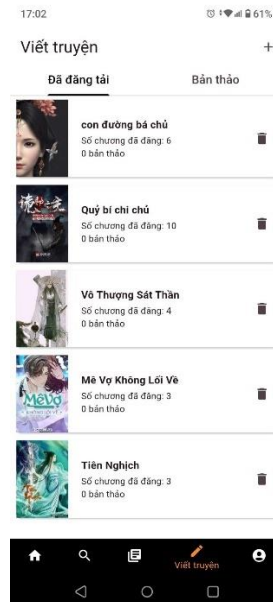 17:02
61%
Viết truyện
+
Đã đăng tải
Bản thảo
con đường bá chủ
Số chương đã đăng: 6
0 bản thảo
Quỷ bí chi chủ
Số chương đã đăng: 10
0 bản thảo
Vô Thượng Sát Thần
Số chương đã đăng: 4
0 bản thảo
MêVợ
Mê Vợ Không Lối Về
Số chương đã đăng: 3
0 bản thảo
Tiên Nghịch
Số chương đã đăng: 3
0 bản thảo
Viết truyện